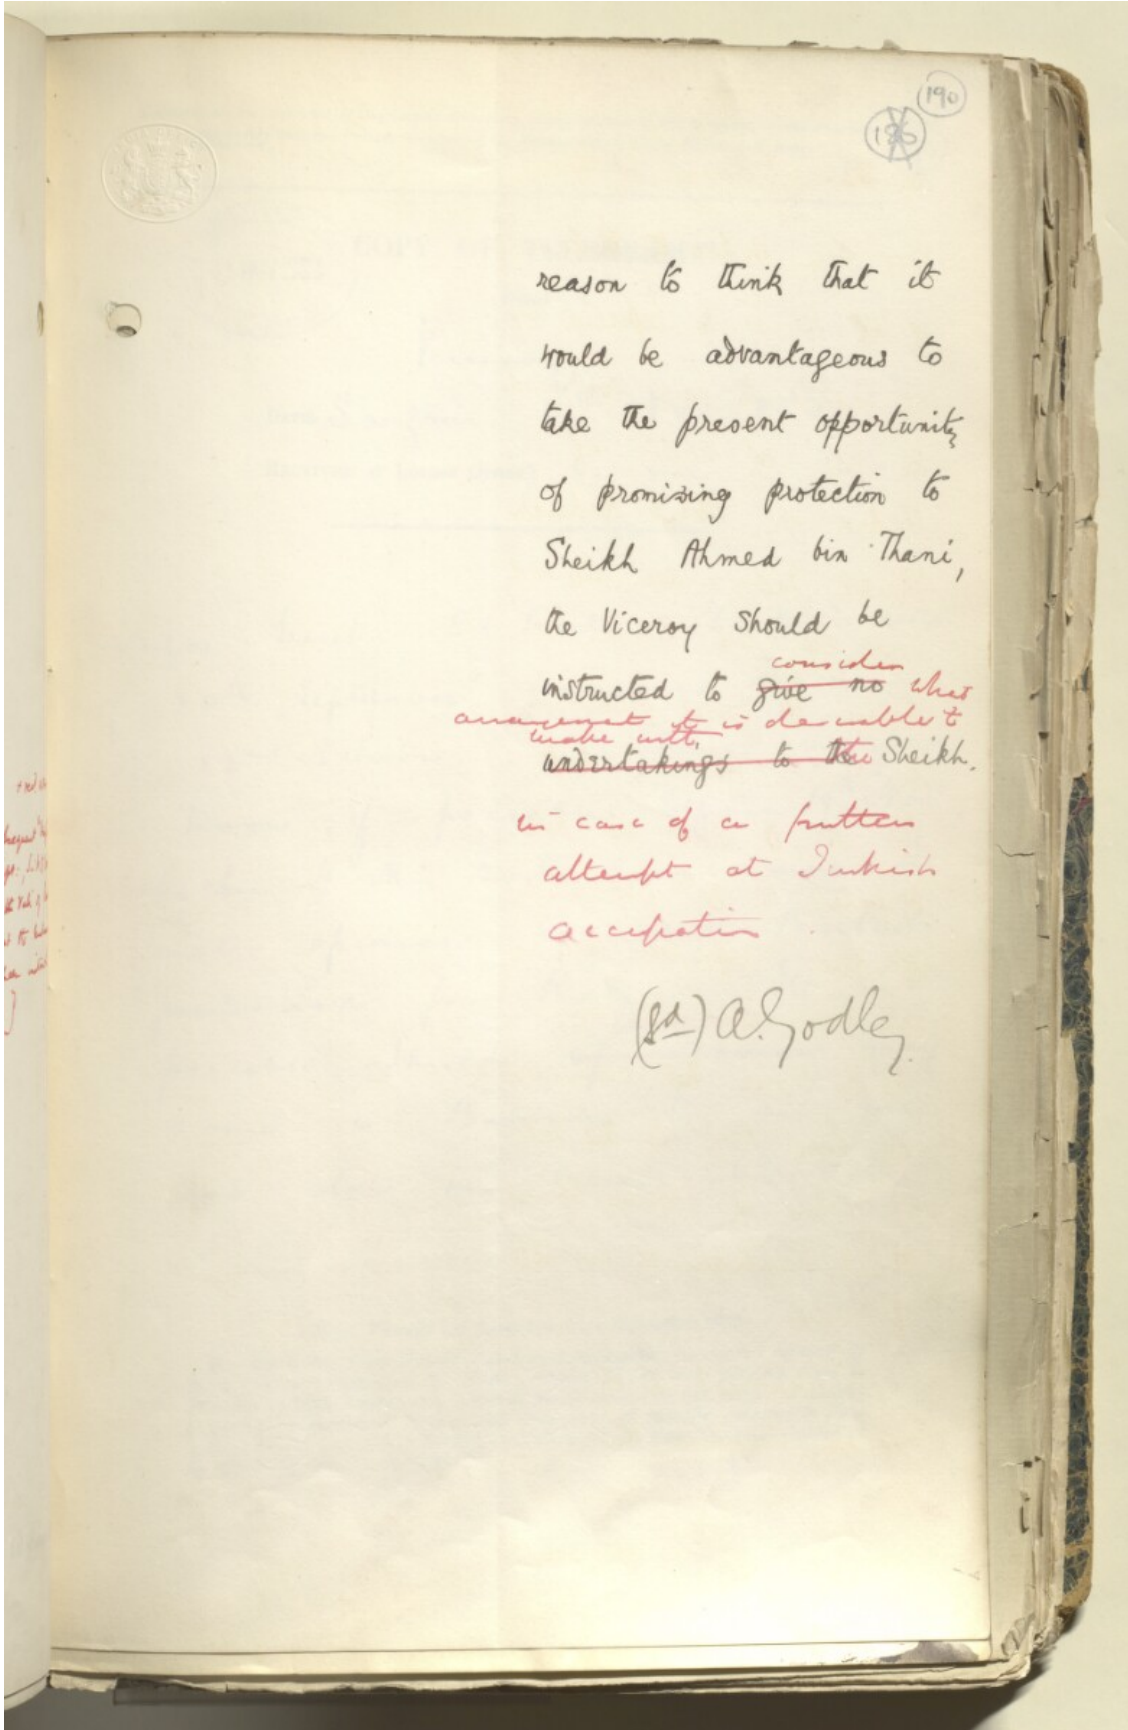 190
186
reason to think that it
would be advantageous to
take the present opportunity
of promising protection to
Sheikh Ahmed bin Thani,
the Viceroy should be
consider
instructed to give no what
arrangement it is desirable to
make with
undertakings to the the Sheikh.
in case of a further
attempt at Turkish
occupation
(sd) A. Godley.